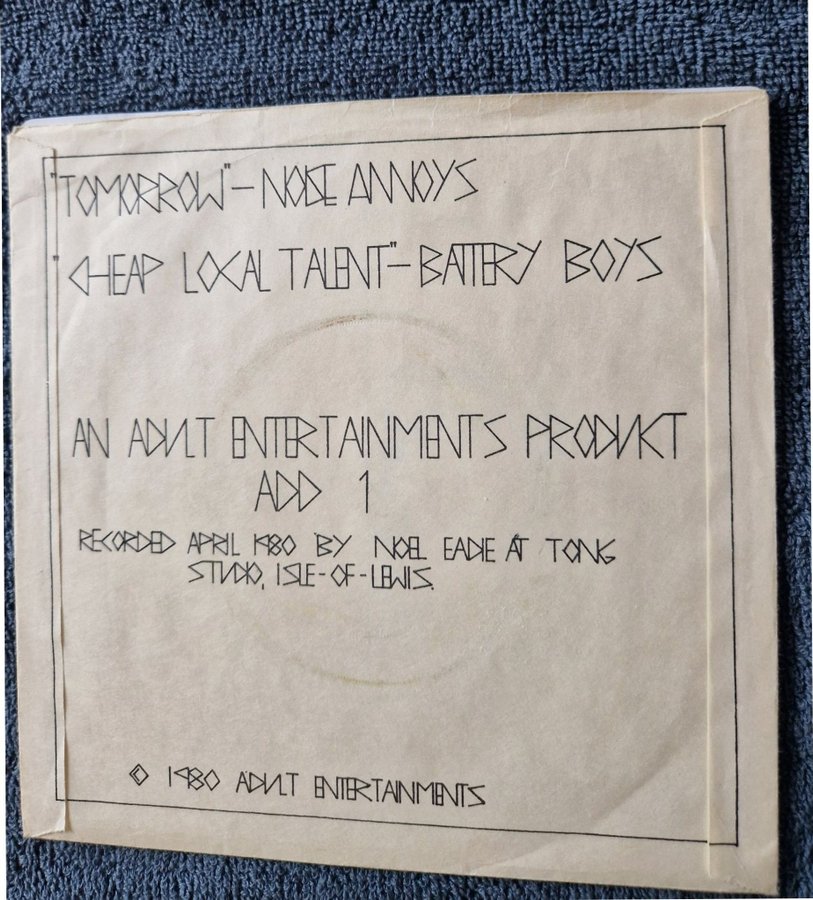 "TOMORROW"-NOISE ANNOYS
"CHEAP LOCAL TALENT"-BATTERY BOYS
AN ADULT ENTERTAINMENTS PRODUKT
ADD 1
RECORDED APRIL 1980 BY NOEL EADIE AT TONG
STUDIO, ISLE-OF-LEWIS.
© 1980 ADULT ENTERTAINMENTS